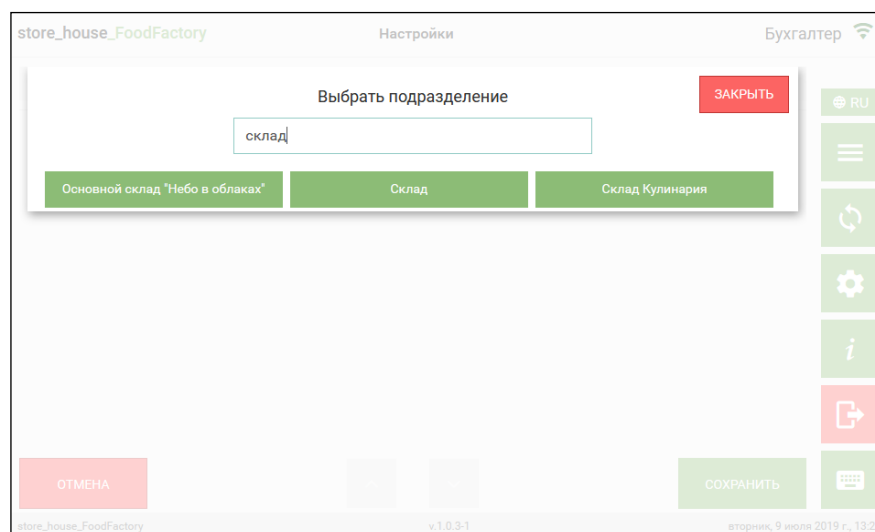 store_house_FoodFactory Настройки Бухгалтер
Выбрать подразделение ЗАКРЫТЬ
RU
склад
Основной склад "Небо в облаках" Склад Склад Кулинария
i
ОТМЕНА СОХРАНИТЬ
store_house_FoodFactory v.1.0.3-1 вторник, 9 июля 2019 г., 13:2